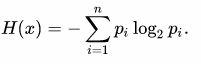 H(x) = − ∑_{i=1}^{n} p_i log_2 p_i.